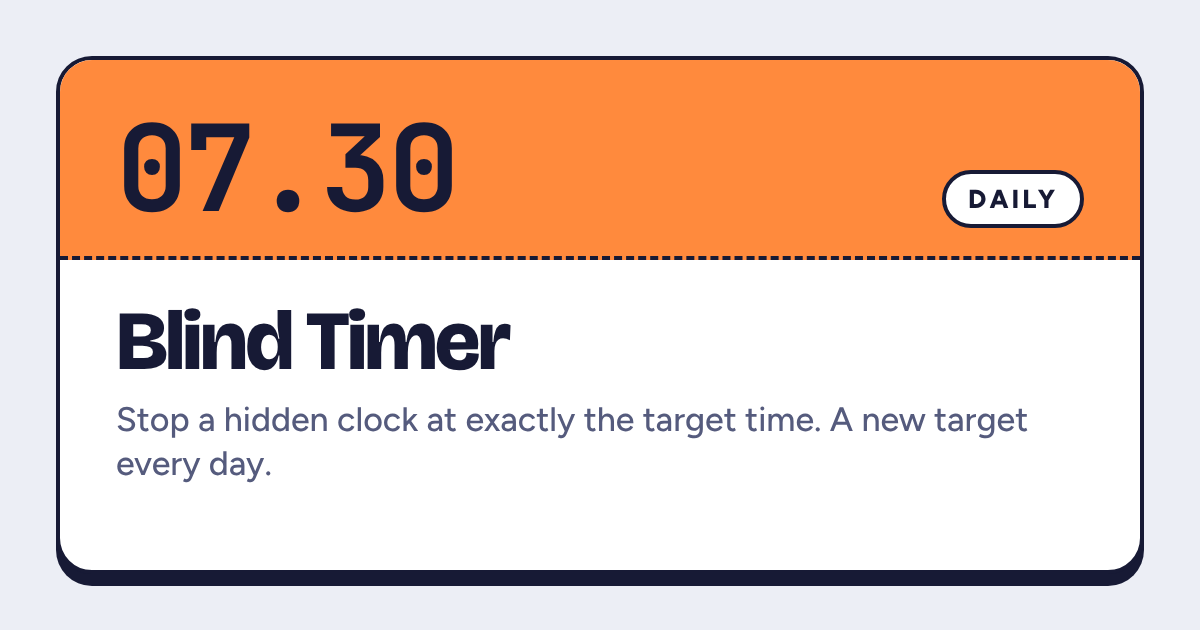 07.30
DAILY
Blind Timer
Stop a hidden clock at exactly the target time. A new target
every day.